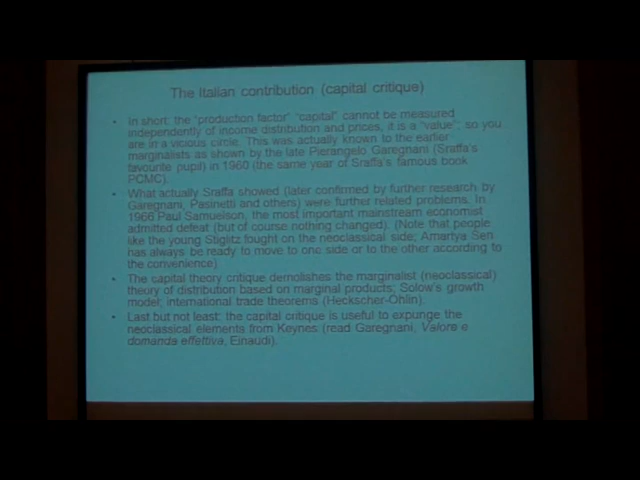 The Italian contribution (capital critique)
• In short: the "production factor" "capital" cannot be measured
independently of income distribution and prices, it is a "value"; so you
are in a vicious circle. This was actually known to the earlier
marginalists as shown by the late Pierangelo Garegnani (Sraffa's
favourite pupil) in 1960 (the same year of Sraffa's famous book
PCMC).
• What actually Sraffa showed (later confirmed by further research by
Garegnani, Pasinetti and others) were further related problems. In
1966 Paul Samuelson, the most important mainstream economist
admitted defeat (but of course nothing changed). (Note that people
like the young Stiglitz fought on the neoclassical side; Amartya Sen
has always be ready to move to one side or to the other according to
the convenience).
• The capital theory critique demolishes the marginalist (neoclassical)
theory of distribution based on marginal products; Solow's growth
model; international trade theorems (Heckscher-Ohlin).
• Last but not least: the capital critique is useful to expunge the
neoclassical elements from Keynes (read Garegnani, Valore e
domanda effettiva, Einaudi).